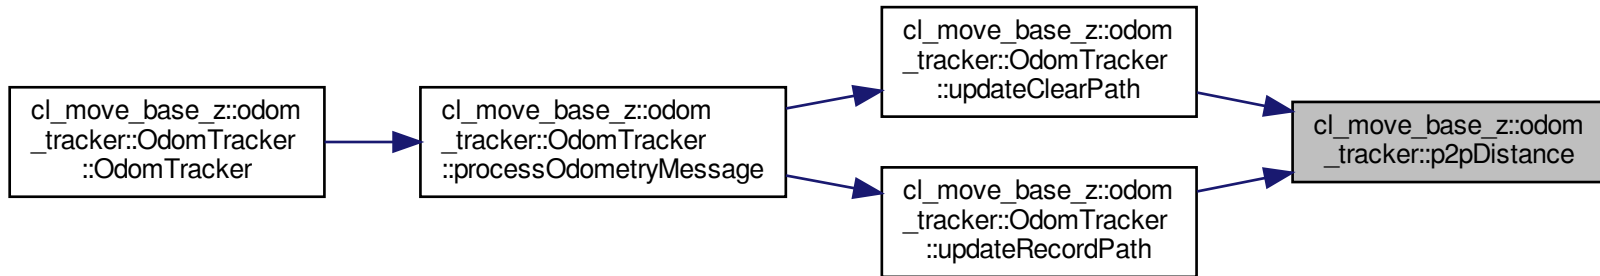 cl_move_base_z::odom
_tracker::OdomTracker
::OdomTracker
cl_move_base_z::odom
_tracker::OdomTracker
::processOdometryMessage
cl_move_base_z::odom
_tracker::OdomTracker
::updateClearPath
cl_move_base_z::odom
_tracker::OdomTracker
::updateRecordPath
cl_move_base_z::odom
_tracker::p2pDistance